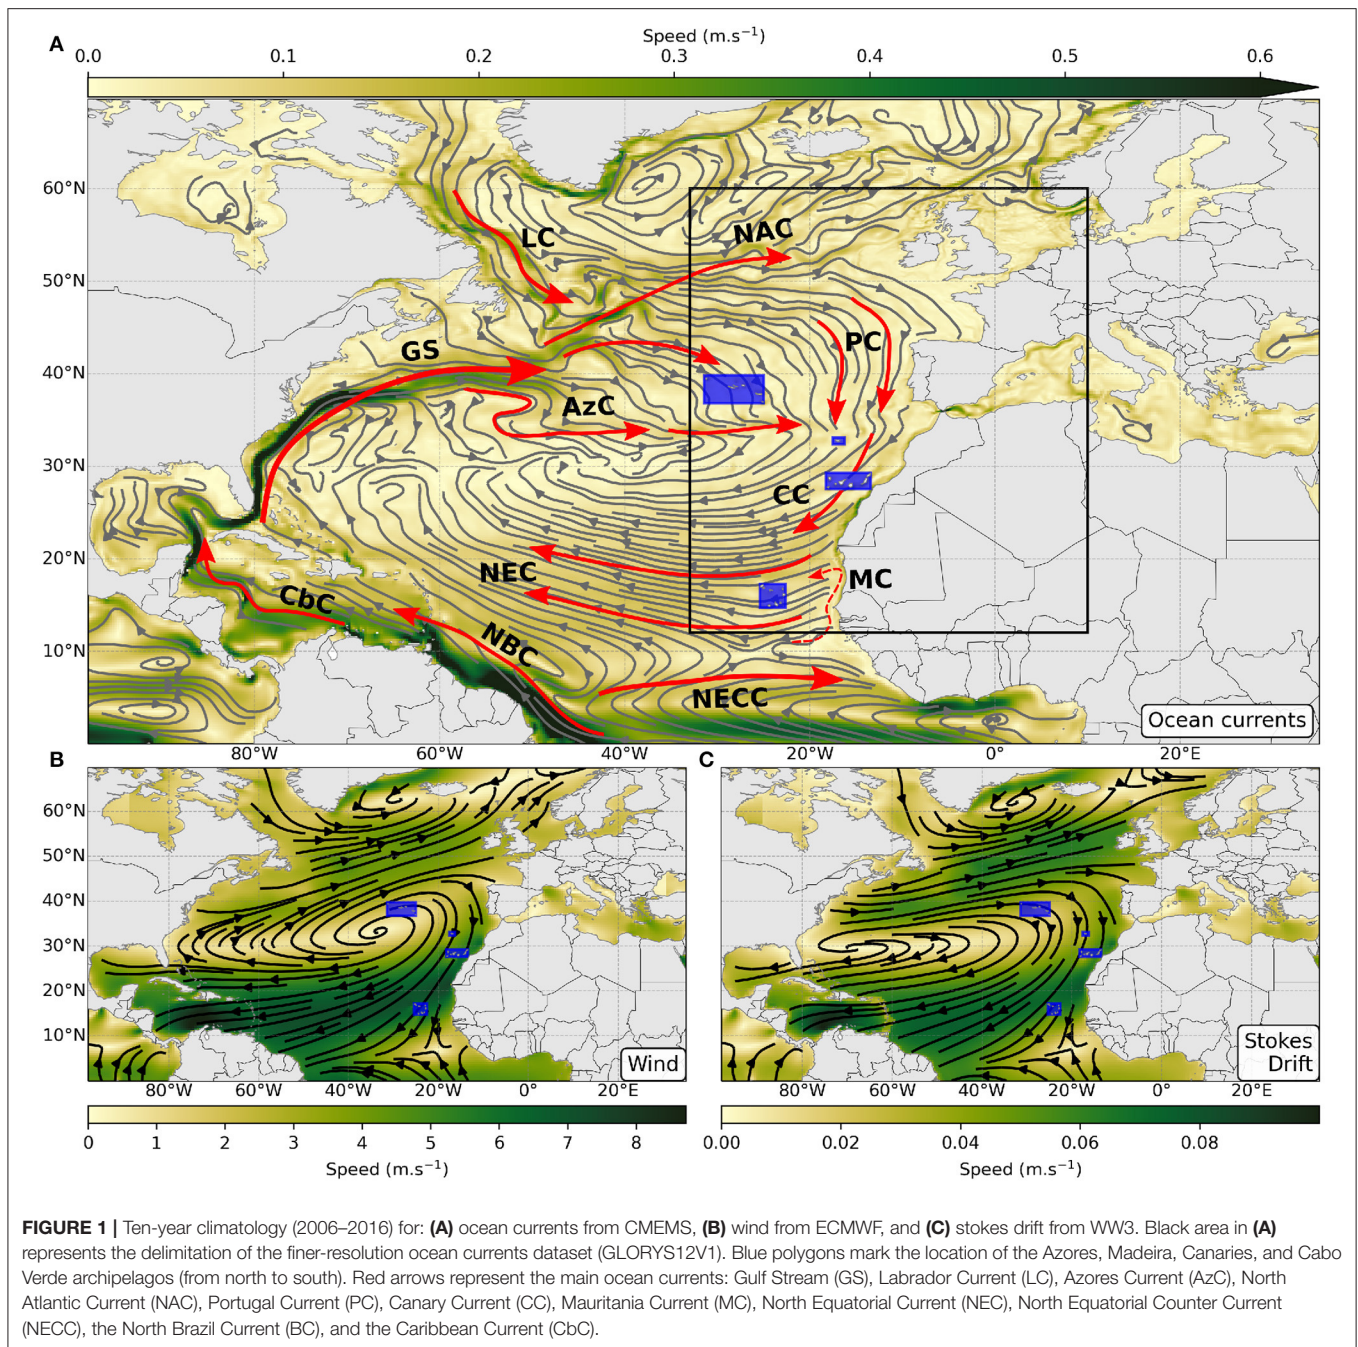 A
Speed (m.s⁻¹)
0.0 0.1 0.2 0.3 0.4 0.5 0.6
60°N
50°N
40°N
30°N
20°N
10°N
LC
NAC
GS
PC
AzC
CC
NEC
MC
CbC
NBC
NECC
Ocean currents
80°W 60°W 40°W 20°W 0° 20°E
B
60°N
50°N
40°N
30°N
20°N
10°N
Wind
80°W 60°W 40°W 20°W 0° 20°E
0 1 2 3 4 5 6 7 8
Speed (m.s⁻¹)
C
Stokes
Drift
80°W 60°W 40°W 20°W 0° 20°E
0.00 0.02 0.04 0.06 0.08
Speed (m.s⁻¹)
FIGURE 1 | Ten-year climatology (2006–2016) for: (A) ocean currents from CMEMS, (B) wind from ECMWF, and (C) stokes drift from WW3. Black area in (A)
represents the delimitation of the finer-resolution ocean currents dataset (GLORYS12V1). Blue polygons mark the location of the Azores, Madeira, Canaries, and Cabo
Verde archipelagos (from north to south). Red arrows represent the main ocean currents: Gulf Stream (GS), Labrador Current (LC), Azores Current (AzC), North
Atlantic Current (NAC), Portugal Current (PC), Canary Current (CC), Mauritania Current (MC), North Equatorial Current (NEC), North Equatorial Counter Current
(NECC), the North Brazil Current (BC), and the Caribbean Current (CbC).